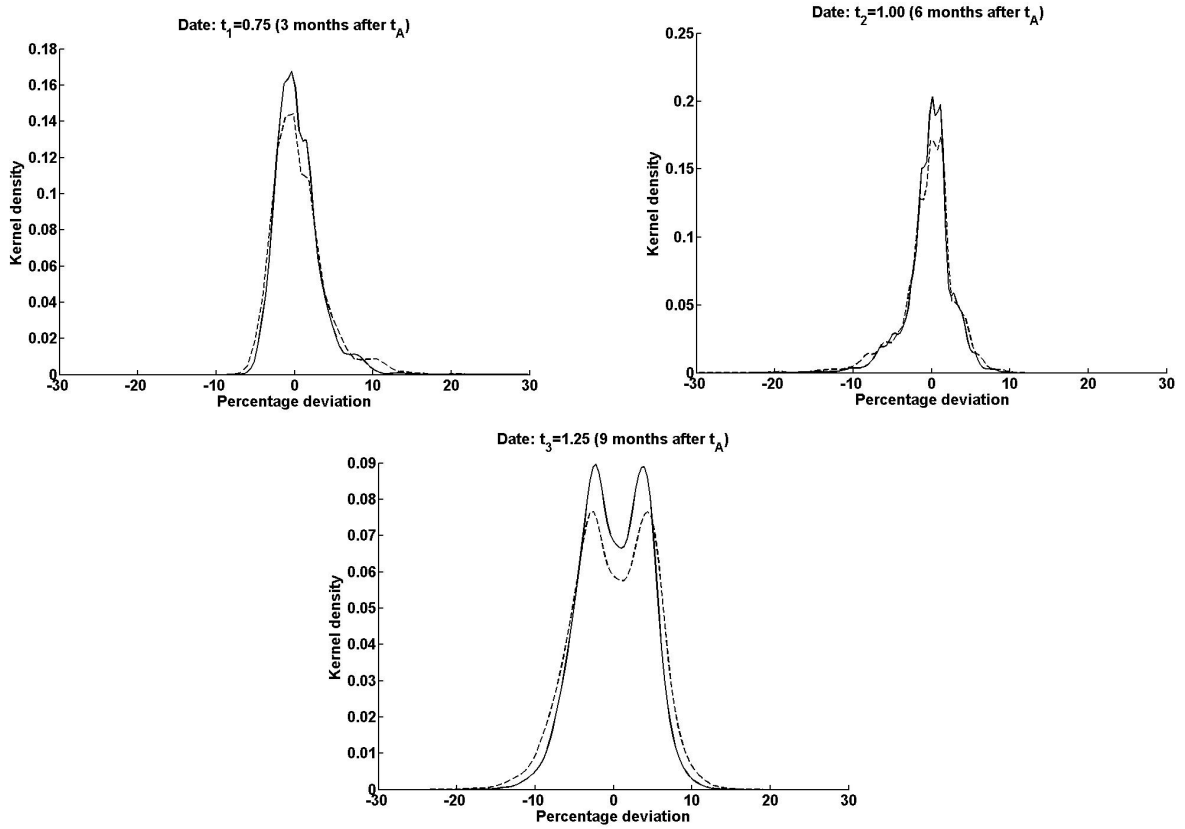 Date: t1=0.75 (3 months after tA)
0.18
0.16
0.14
0.12
0.1
0.08
0.06
0.04
0.02
0
Kernel density
-30 -20 -10 0 10 20 30
Percentage deviation
Date: t2=1.00 (6 months after tA)
0.25
0.2
0.15
0.1
0.05
0
Kernel density
-30 -20 -10 0 10 20 30
Percentage deviation
Date: t3=1.25 (9 months after tA)
0.09
0.08
0.07
0.06
0.05
0.04
0.03
0.02
0.01
0
Kernel density
-30 -20 -10 0 10 20 30
Percentage deviation